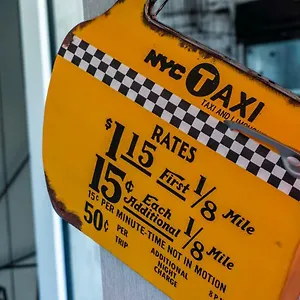 NYC TAXI
TAXI AND
RATES
$1.15 First 1/8 Mile
15¢ Each Additional 1/8 Mile
15¢ PER MINUTE-TIME NOT IN MOTION
50¢ PER TRIP
ADDITIONAL NIGHT CHARGE
8 P.